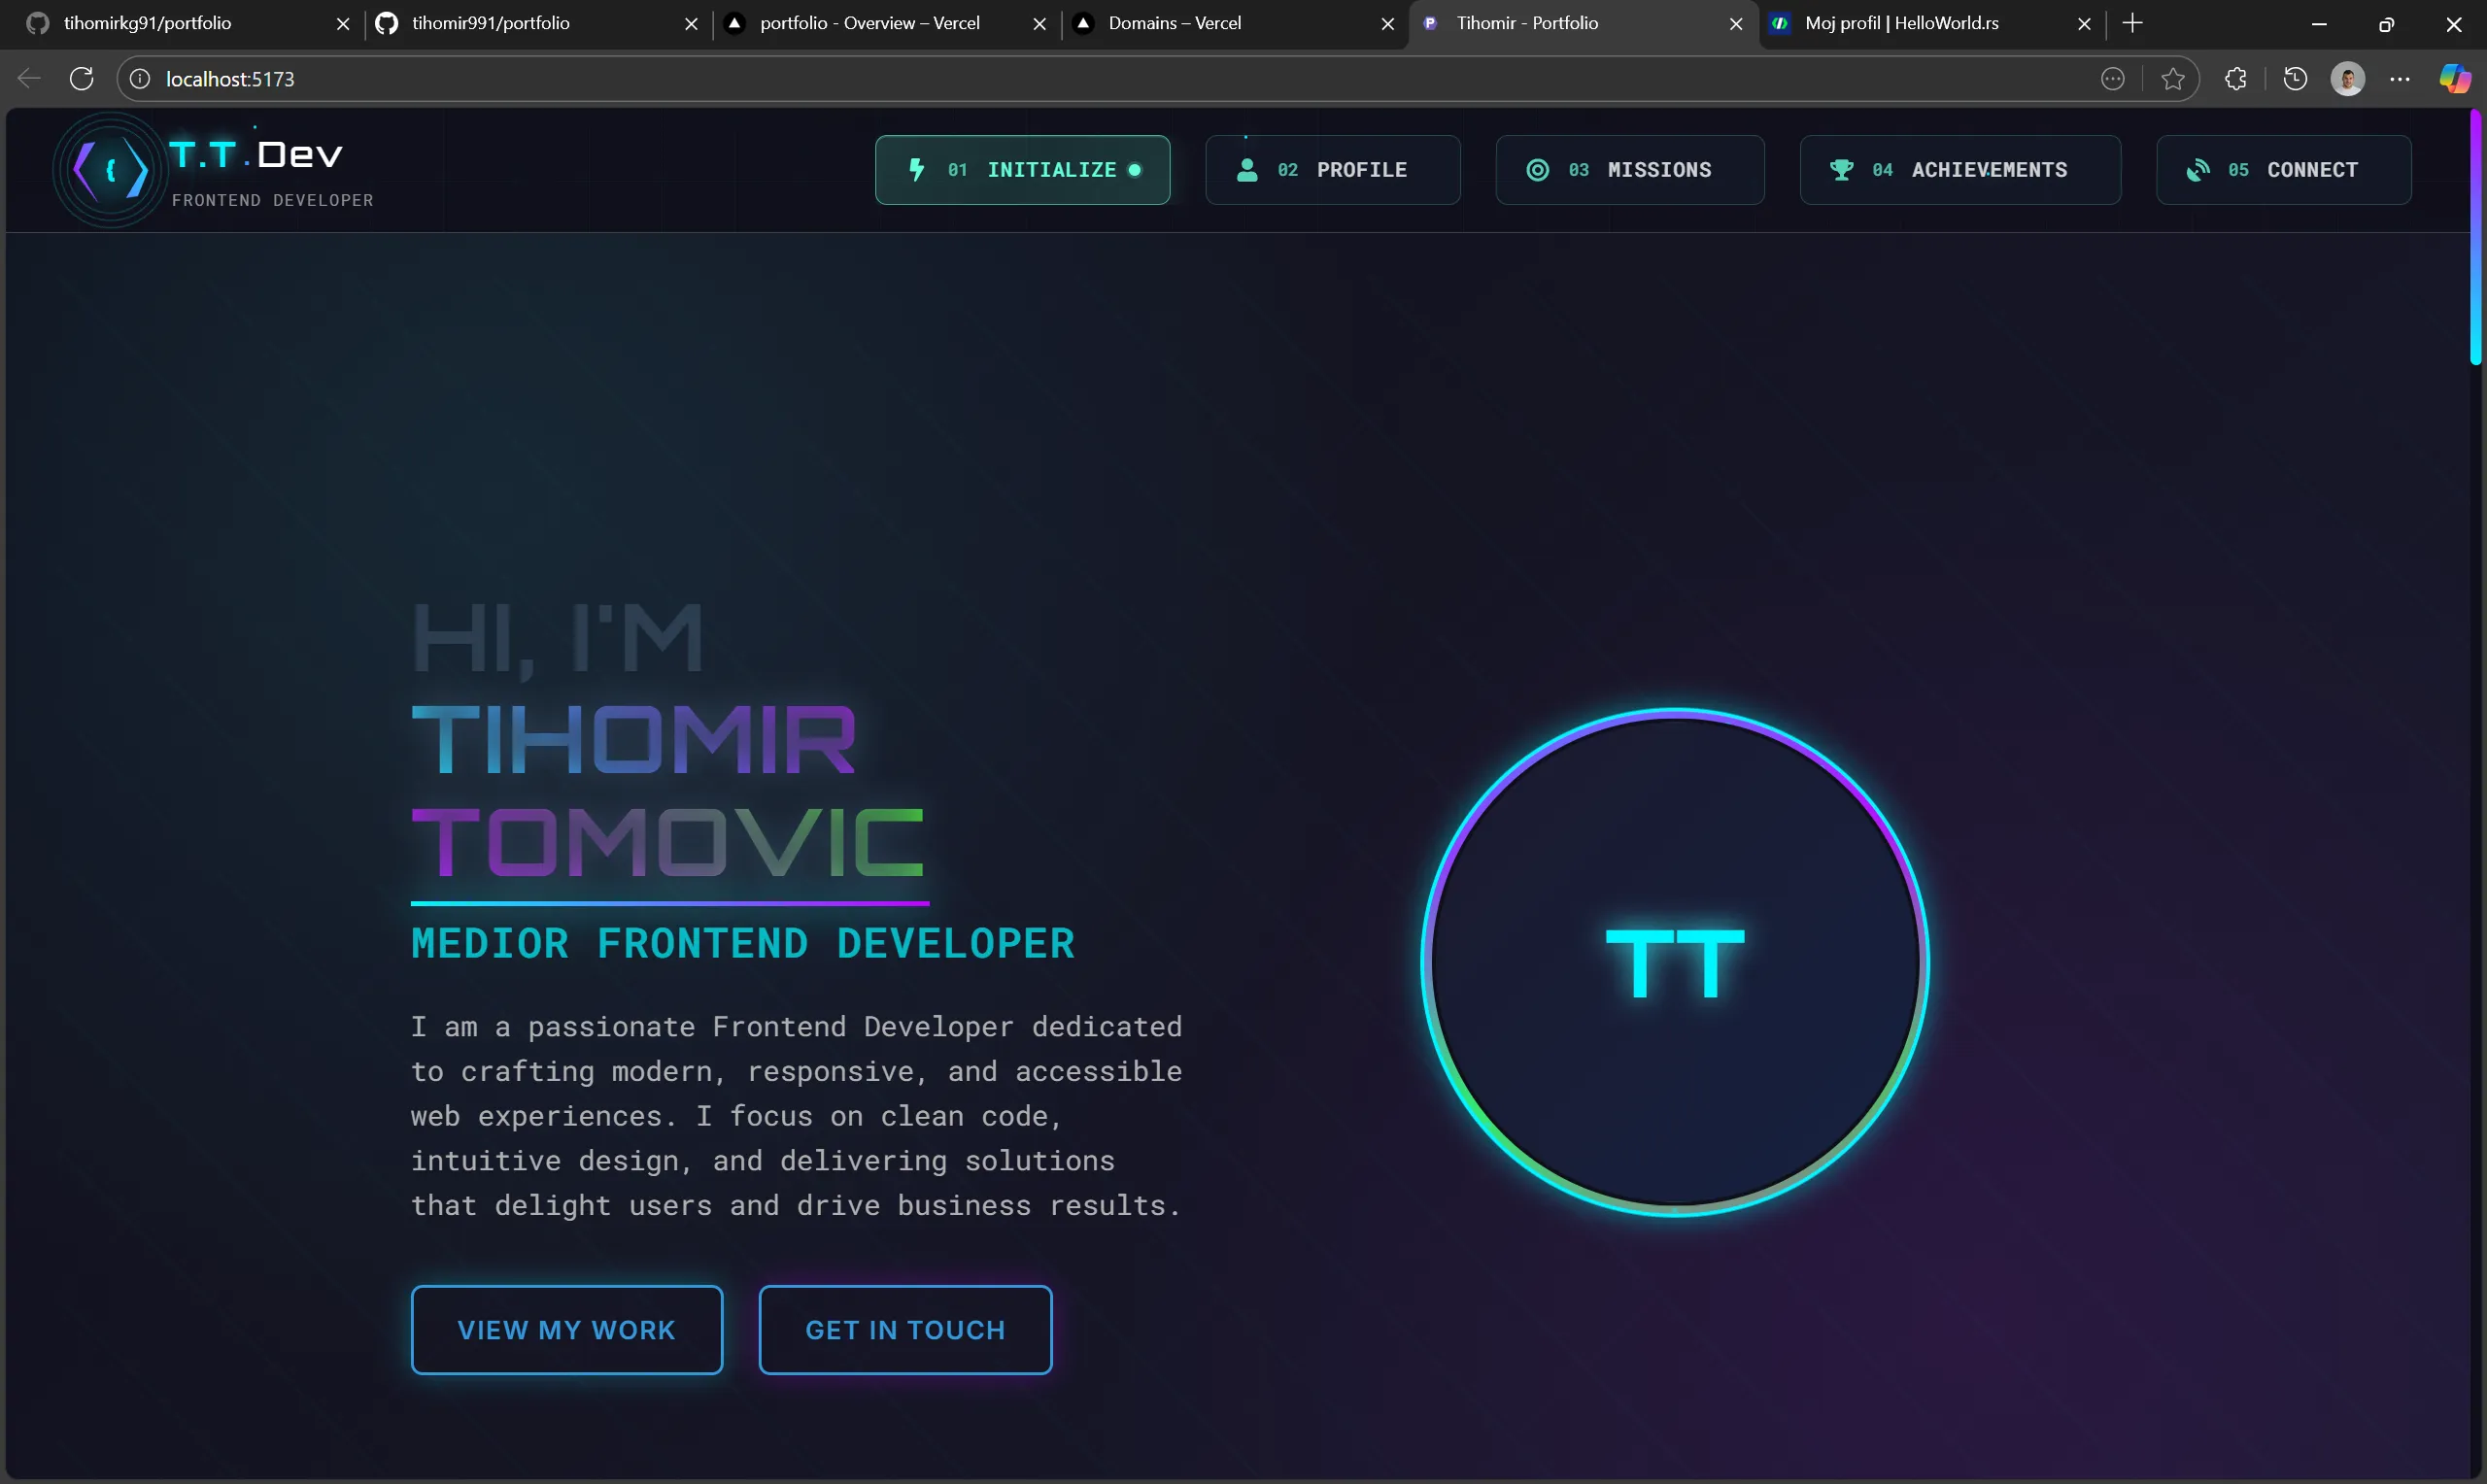 tihomirkg91/portfolio
tihomir991/portfolio
portfolio - Overview – Vercel
Domains – Vercel
Tihomir - Portfolio
Moj profil | HelloWorld.rs
localhost:5173
{
T.T.Dev
FRONTEND DEVELOPER
01 INITIALIZE
02 PROFILE
03 MISSIONS
04 ACHIEVEMENTS
05 CONNECT
HI, I'M
TIHOMIR
TOMOVIC
MEDIOR FRONTEND DEVELOPER
I am a passionate Frontend Developer dedicated
to crafting modern, responsive, and accessible
web experiences. I focus on clean code,
intuitive design, and delivering solutions
that delight users and drive business results.
VIEW MY WORK
GET IN TOUCH
TT